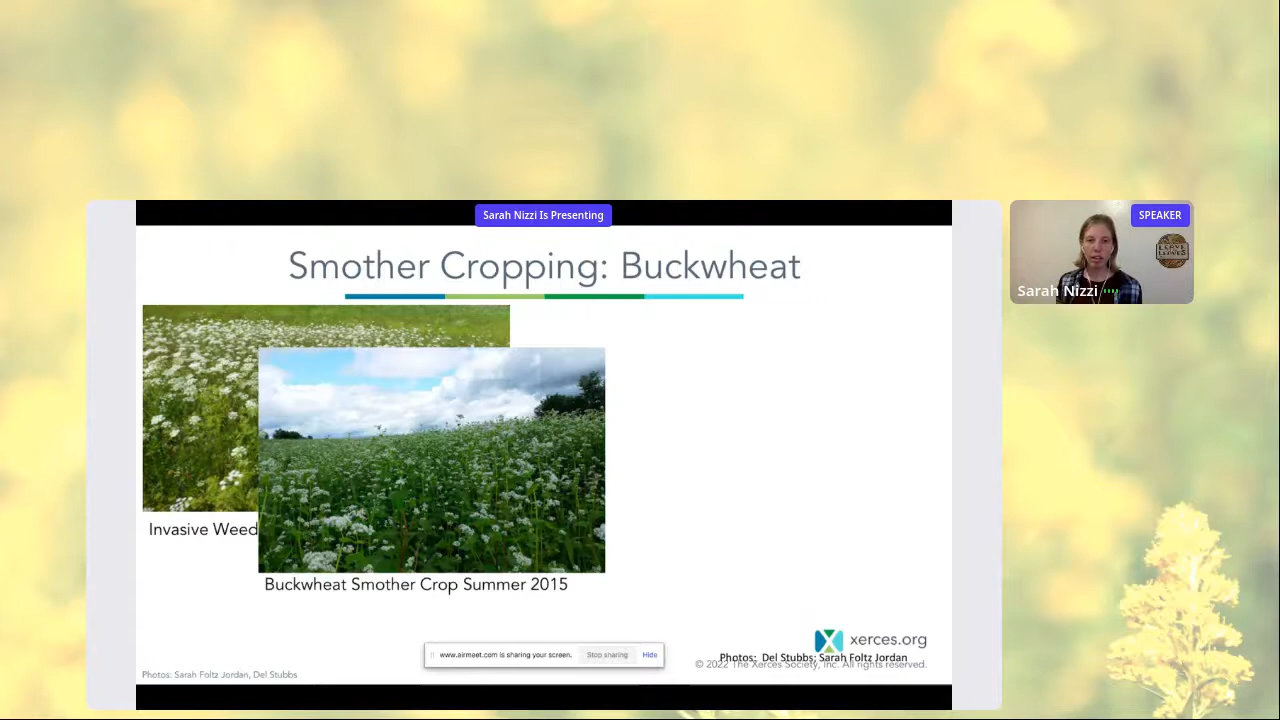 Sarah Nizzi Is Presenting
SPEAKER
Sarah Nizzi
Smother Cropping: Buckwheat
Invasive Weed
Buckwheat Smother Crop Summer 2015
xerces.org
Photos: Del Stubbs; Sarah Foltz Jordan
© 2022 The Xerces Society, Inc. All rights reserved.
www.airmeet.com is sharing your screen.
Stop sharing
Hide
Photos: Sarah Foltz Jordan, Del Stubbs